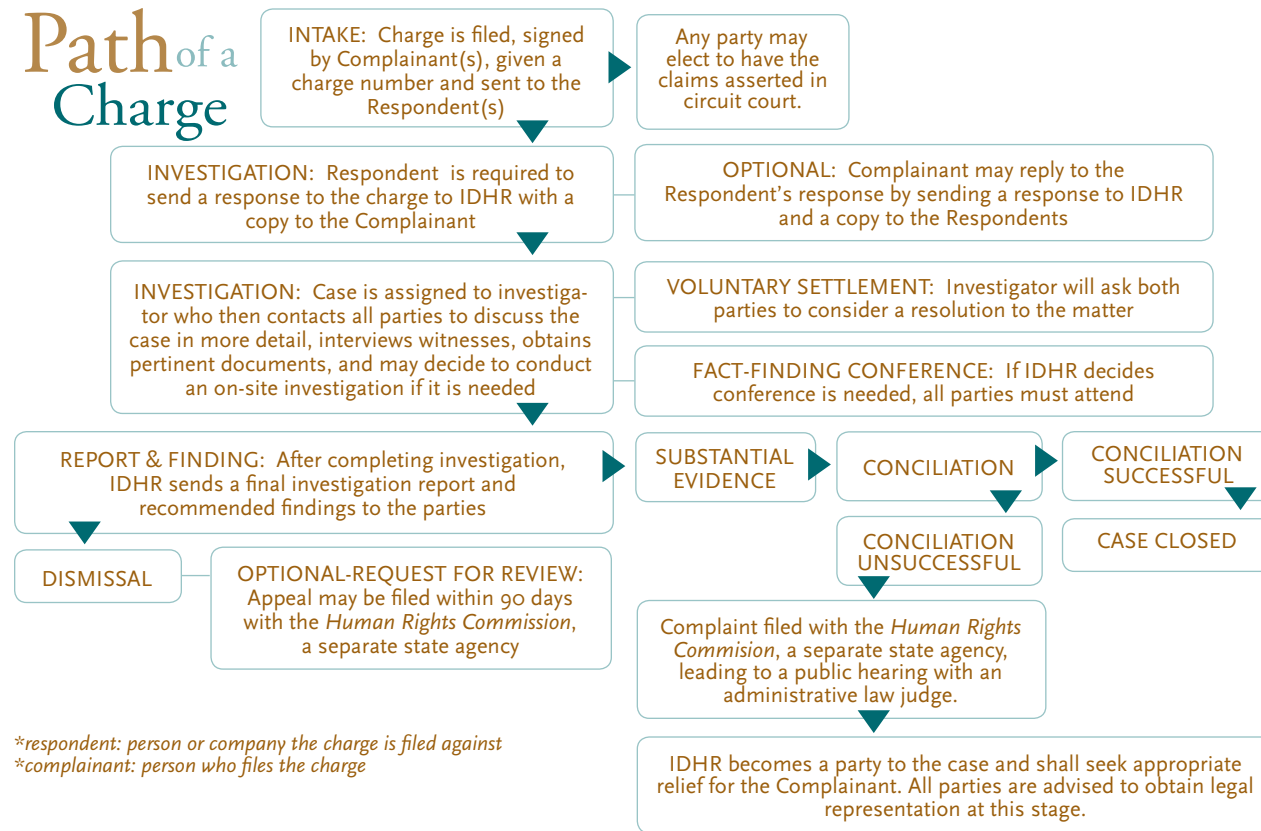 Path of a
Charge
INTAKE: Charge is filed, signed
by Complainant(s), given a
charge number and sent to the
Respondent(s)
Any party may
elect to have the
claims asserted in
circuit court.
INVESTIGATION: Respondent is required to
send a response to the charge to IDHR with a
copy to the Complainant
OPTIONAL: Complainant may reply to the
Respondent's response by sending a response to IDHR
and a copy to the Respondents
INVESTIGATION: Case is assigned to investiga-
tor who then contacts all parties to discuss the
case in more detail, interviews witnesses, obtains
pertinent documents, and may decide to conduct
an on-site investigation if it is needed
VOLUNTARY SETTLEMENT: Investigator will ask both
parties to consider a resolution to the matter
FACT-FINDING CONFERENCE: If IDHR decides
conference is needed, all parties must attend
REPORT & FINDING: After completing investigation,
IDHR sends a final investigation report and
recommended findings to the parties
SUBSTANTIAL
EVIDENCE
CONCILIATION
CONCILIATION
SUCCESSFUL
CASE CLOSED
CONCILIATION
UNSUCCESSFUL
DISMISSAL
OPTIONAL-REQUEST FOR REVIEW:
Appeal may be filed within 90 days
with the Human Rights Commission,
a separate state agency
Complaint filed with the Human Rights
Commision, a separate state agency,
leading to a public hearing with an
administrative law judge.
IDHR becomes a party to the case and shall seek appropriate
relief for the Complainant. All parties are advised to obtain legal
representation at this stage.
*respondent: person or company the charge is filed against
*complainant: person who files the charge